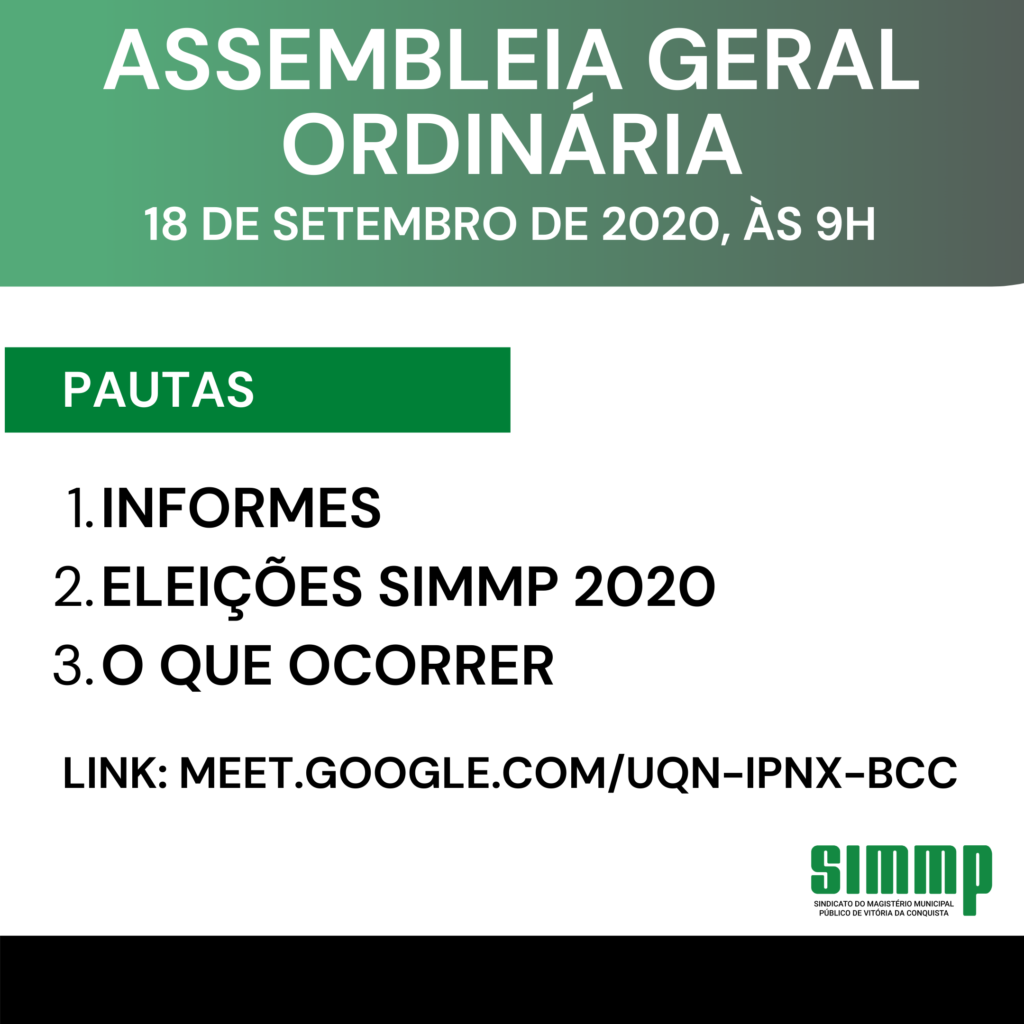 ASSEMBLEIA GERAL
ORDINÁRIA
18 DE SETEMBRO DE 2020, ÀS 9H
PAUTAS
1. INFORMES
2. ELEIÇÕES SIMMP 2020
3. O QUE OCORRER
LINK: MEET.GOOGLE.COM/UQN-IPNX-BCC
SIMMP
SINDICATO DO MAGISTÉRIO MUNICIPAL
PÚBLICO DE VITÓRIA DA CONQUISTA